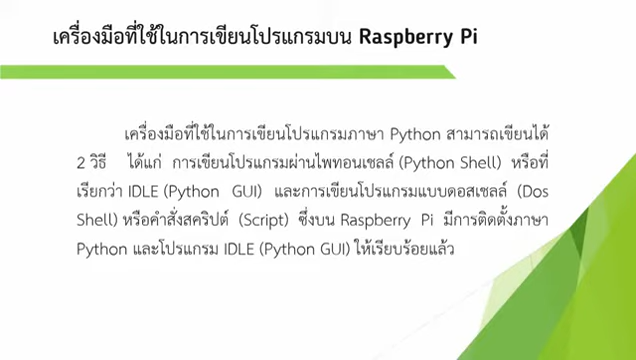 เครื่องมือที่ใช้ในการเขียนโปรแกรมบน Raspberry Pi
เครื่องมือที่ใช้ในการเขียนโปรแกรมภาษา Python สามารถเขียนได้
2 วิธี ได้แก่ การเขียนโปรแกรมผ่านไพทอนเชลล์ (Python Shell) หรือที่
เรียกว่า IDLE (Python GUI) และการเขียนโปรแกรมแบบดอสเชลล์ (Dos
Shell) หรือคำสั่งสคริปต์ (Script) ซึ่งบน Raspberry Pi มีการติดตั้งภาษา
Python และโปรแกรม IDLE (Python GUI) ให้เรียบร้อยแล้ว